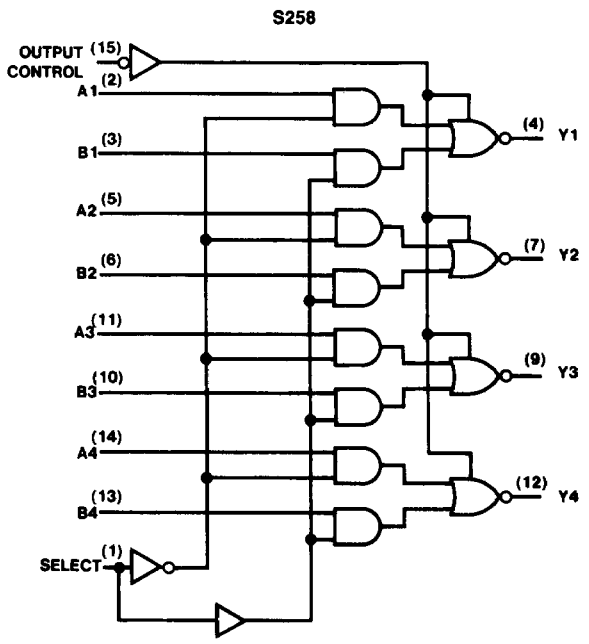 S258
OUTPUT CONTROL (15)
A1 (2)
B1 (3)
A2 (5)
B2 (6)
A3 (11)
B3 (10)
A4 (14)
B4 (13)
SELECT (1)
(4) Y1
(7) Y2
(9) Y3
(12) Y4